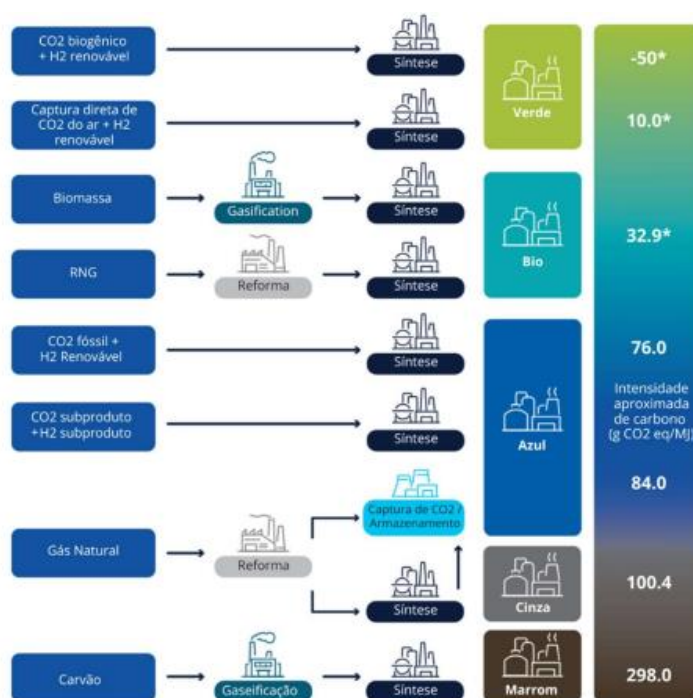 CO2 biogênico
+ H2 renovável
Síntese
Verde
-50*
Captura direta de
CO2 do ar + H2
renovável
Síntese
10.0*
Biomassa
Gasification
Síntese
Bio
32.9*
RNG
Reforma
Síntese
CO2 fóssil +
H2 Renovável
Síntese
Azul
76.0
Intensidade
aproximada
de carbono
(g CO2 eq/MJ)
CO2 subproduto
+H2 subproduto
Síntese
84.0
Captura de CO2 /
Armazenamento
Gás Natural
Reforma
Síntese
Cinza
100.4
Carvão
Gaseificação
Síntese
Marrom
298.0